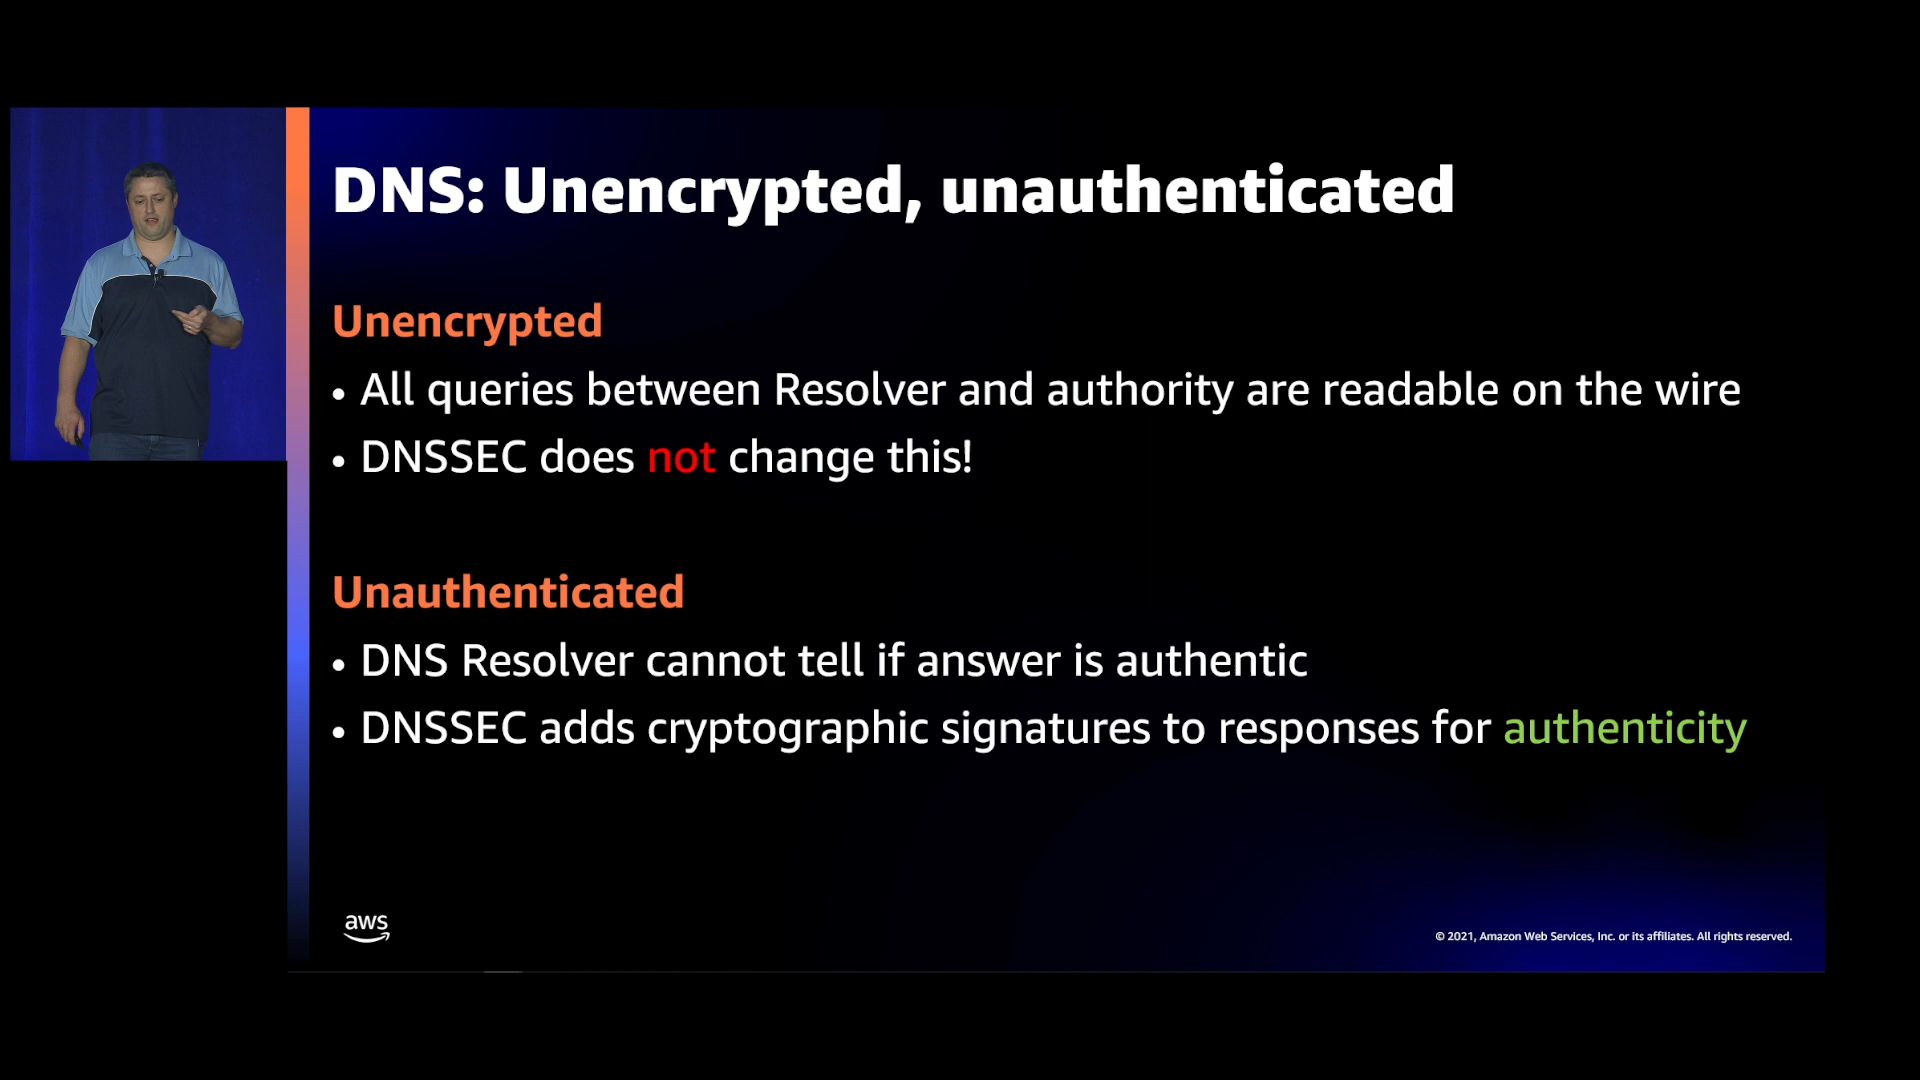 DNS: Unencrypted, unauthenticated
Unencrypted
• All queries between Resolver and authority are readable on the wire
• DNSSEC does not change this!
Unauthenticated
• DNS Resolver cannot tell if answer is authentic
• DNSSEC adds cryptographic signatures to responses for authenticity
aws
© 2021, Amazon Web Services, Inc. or its affiliates. All rights reserved.